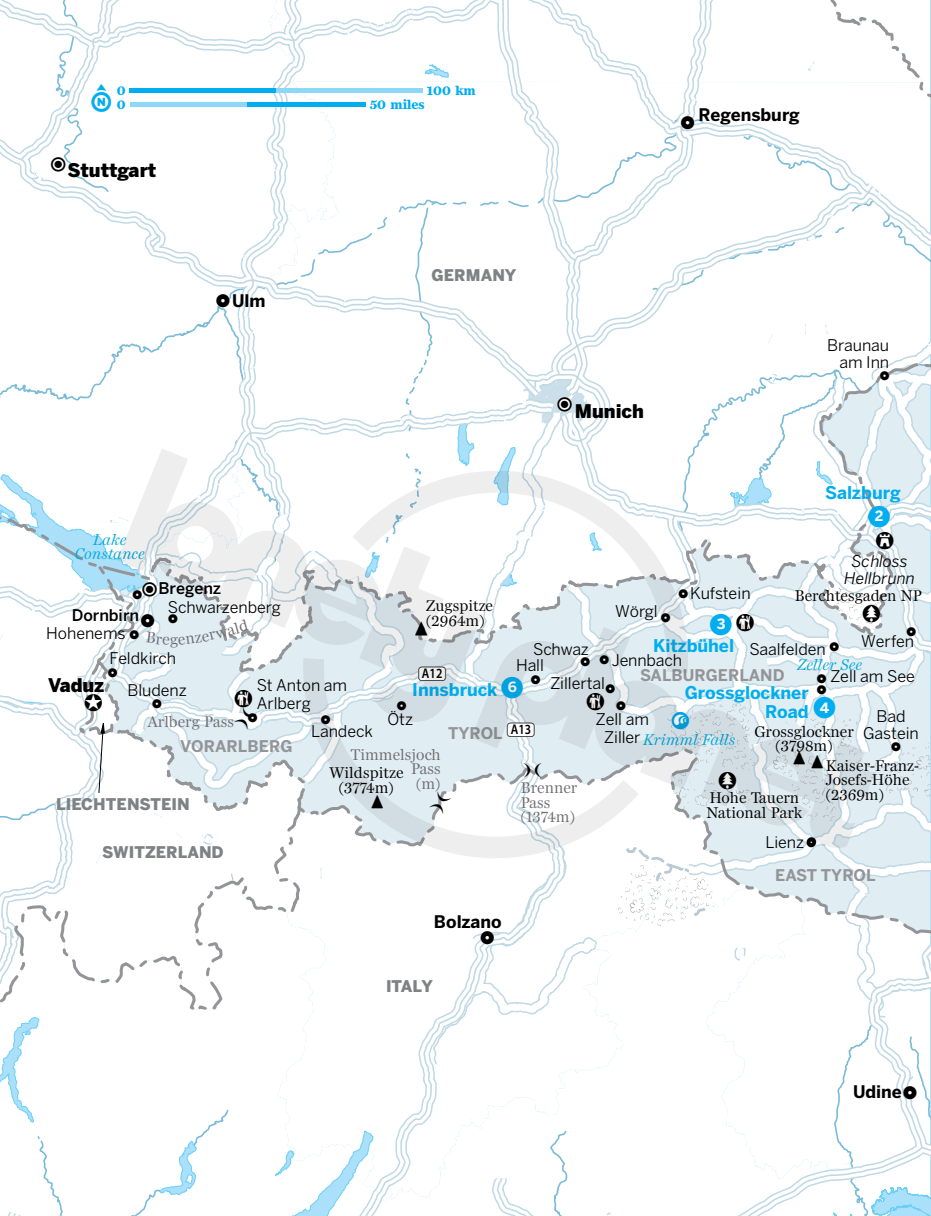 0 100 km
N
0 50 miles
Regensburg
Stuttgart
GERMANY
Ulm
Braunau
am Inn
Munich
Salzburg
2
Lake
Constance
Schloss
Hellbrunn
Berchtesgaden NP
Bregenz
Kufstein
Schwarzenberg
Zugspitze
(2964m)
Wörgl
Dornbirn
3
Hohenems
Bregenzerwald
Kitzbühel
Werfen
Saalfelden
Feldkirch
Schwaz
Jennbach
Zeller See
Hall
A12
SALBURGERLAND
Zell am See
Vaduz
Bludenz
St Anton am
Arlberg
Innsbruck
6
Zillertal
Grossglockner
Road
4
Arlberg Pass
Ötz
Zell am
Ziller
Bad
Gastein
Landeck
TYROL
A13
Krimml Falls
Grossglockner
(3798m)
VORARLBERG
Timmelsjoch
Pass
(m)
Kaiser-Franz-
Josefs-Höhe
(2369m)
Wildspitze
(3774m)
Brenner
Pass
(1374m)
Hohe Tauern
National Park
LIECHTENSTEIN
Lienz
SWITZERLAND
EAST TYROL
Bolzano
ITALY
Udine